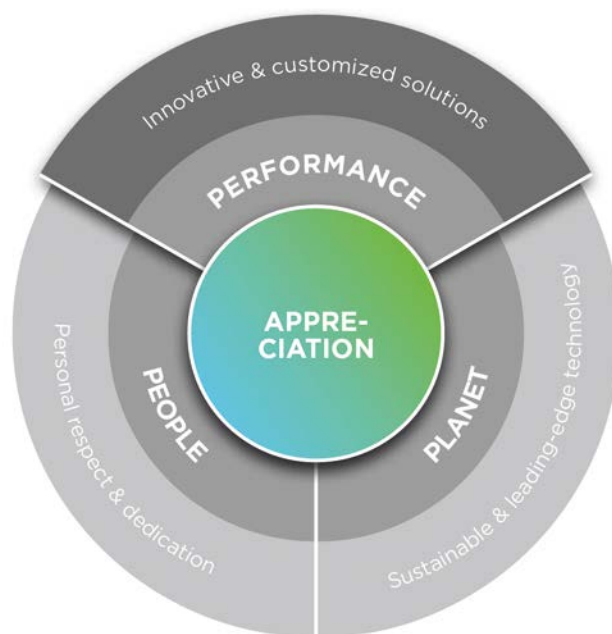 Innovative & customized solutions
PERFORMANCE
APPRE-
CIATION
PEOPLE
PLANET
Personal respect & dedication
Sustainable & leading-edge technology